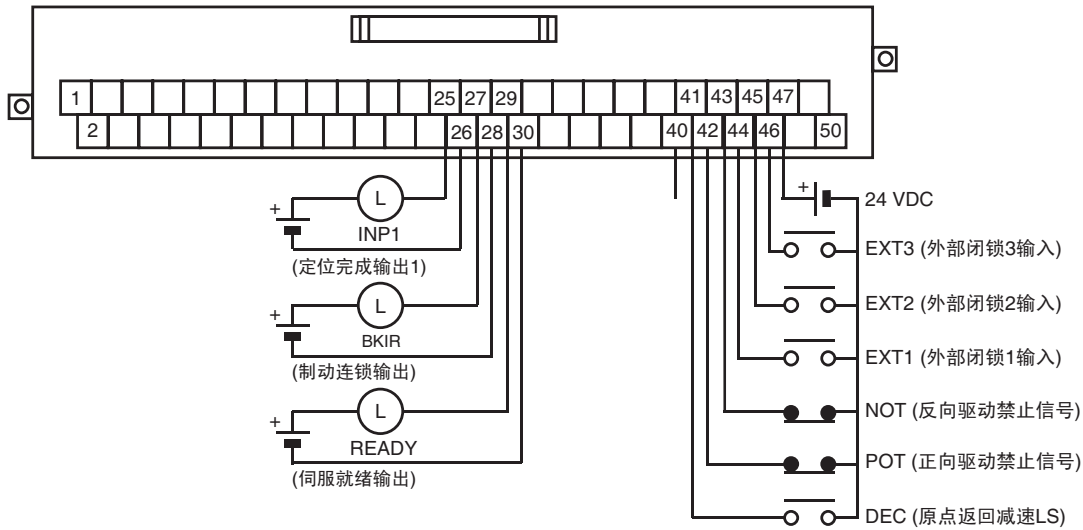 1 25 27 29 41 43 45 47
2 26 28 30 40 42 44 46 50
+ L
INP1
(定位完成输出1)
+ L
BKIR
(制动连锁输出)
+ L
READY
(伺服就绪输出)
+ 24 VDC
EXT3 (外部闭锁3输入)
EXT2 (外部闭锁2输入)
EXT1 (外部闭锁1输入)
NOT (反向驱动禁止信号)
POT (正向驱动禁止信号)
DEC (原点返回减速LS)